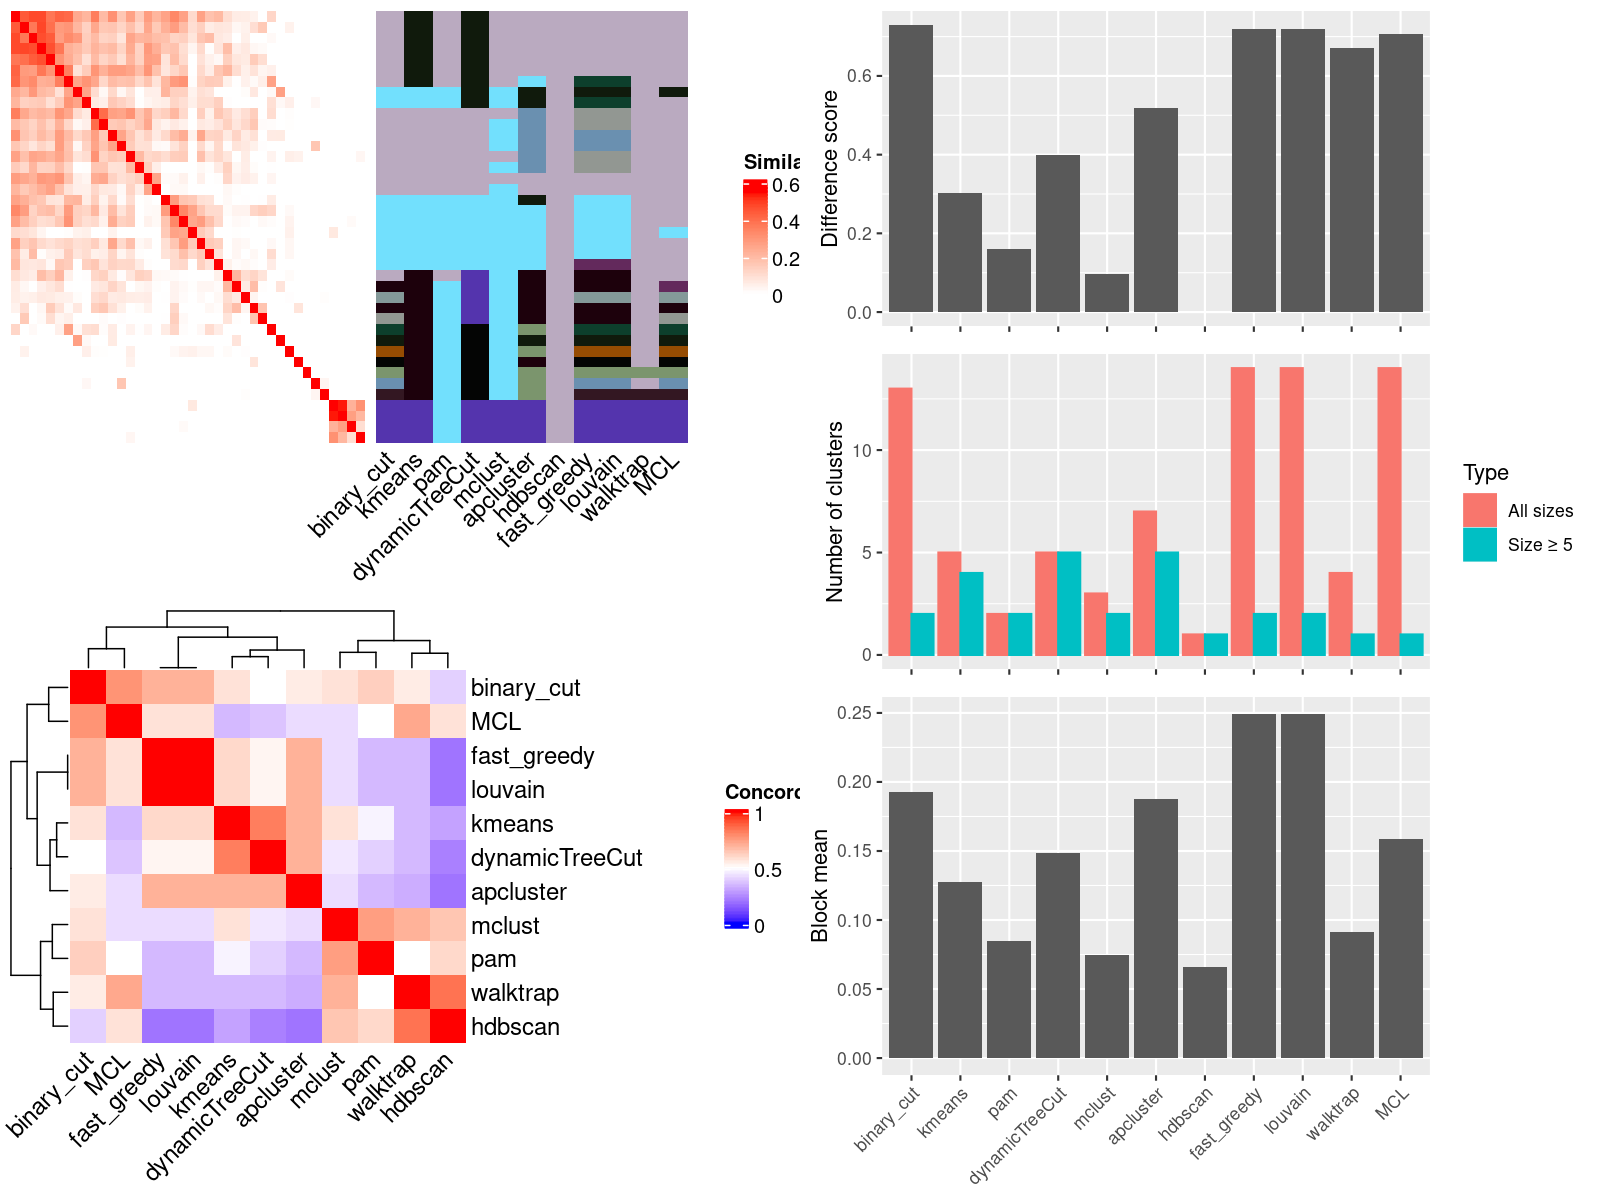 Simila
0.6
0.4
0.2
0
binary_cut
kmeans
pam
dynamicTreeCut
mclust
apcluster
hdbscan
fast_greedy
louvain
walktrap
MCL
binary_cut
MCL
fast_greedy
louvain
kmeans
dynamicTreeCut
apcluster
mclust
pam
walktrap
hdbscan
binary_cut
MCL
fast_greedy
louvain
kmeans
dynamicTreeCut
apcluster
mclust
pam
walktrap
hdbscan
Concord
1
0.5
0
Difference score
0.6
0.4
0.2
0.0
Number of clusters
10
5
0
Type
All sizes
Size ≥ 5
Block mean
0.25
0.20
0.15
0.10
0.05
0.00
binary_cut
kmeans
pam
dynamicTreeCut
mclust
apcluster
hdbscan
fast_greedy
louvain
walktrap
MCL